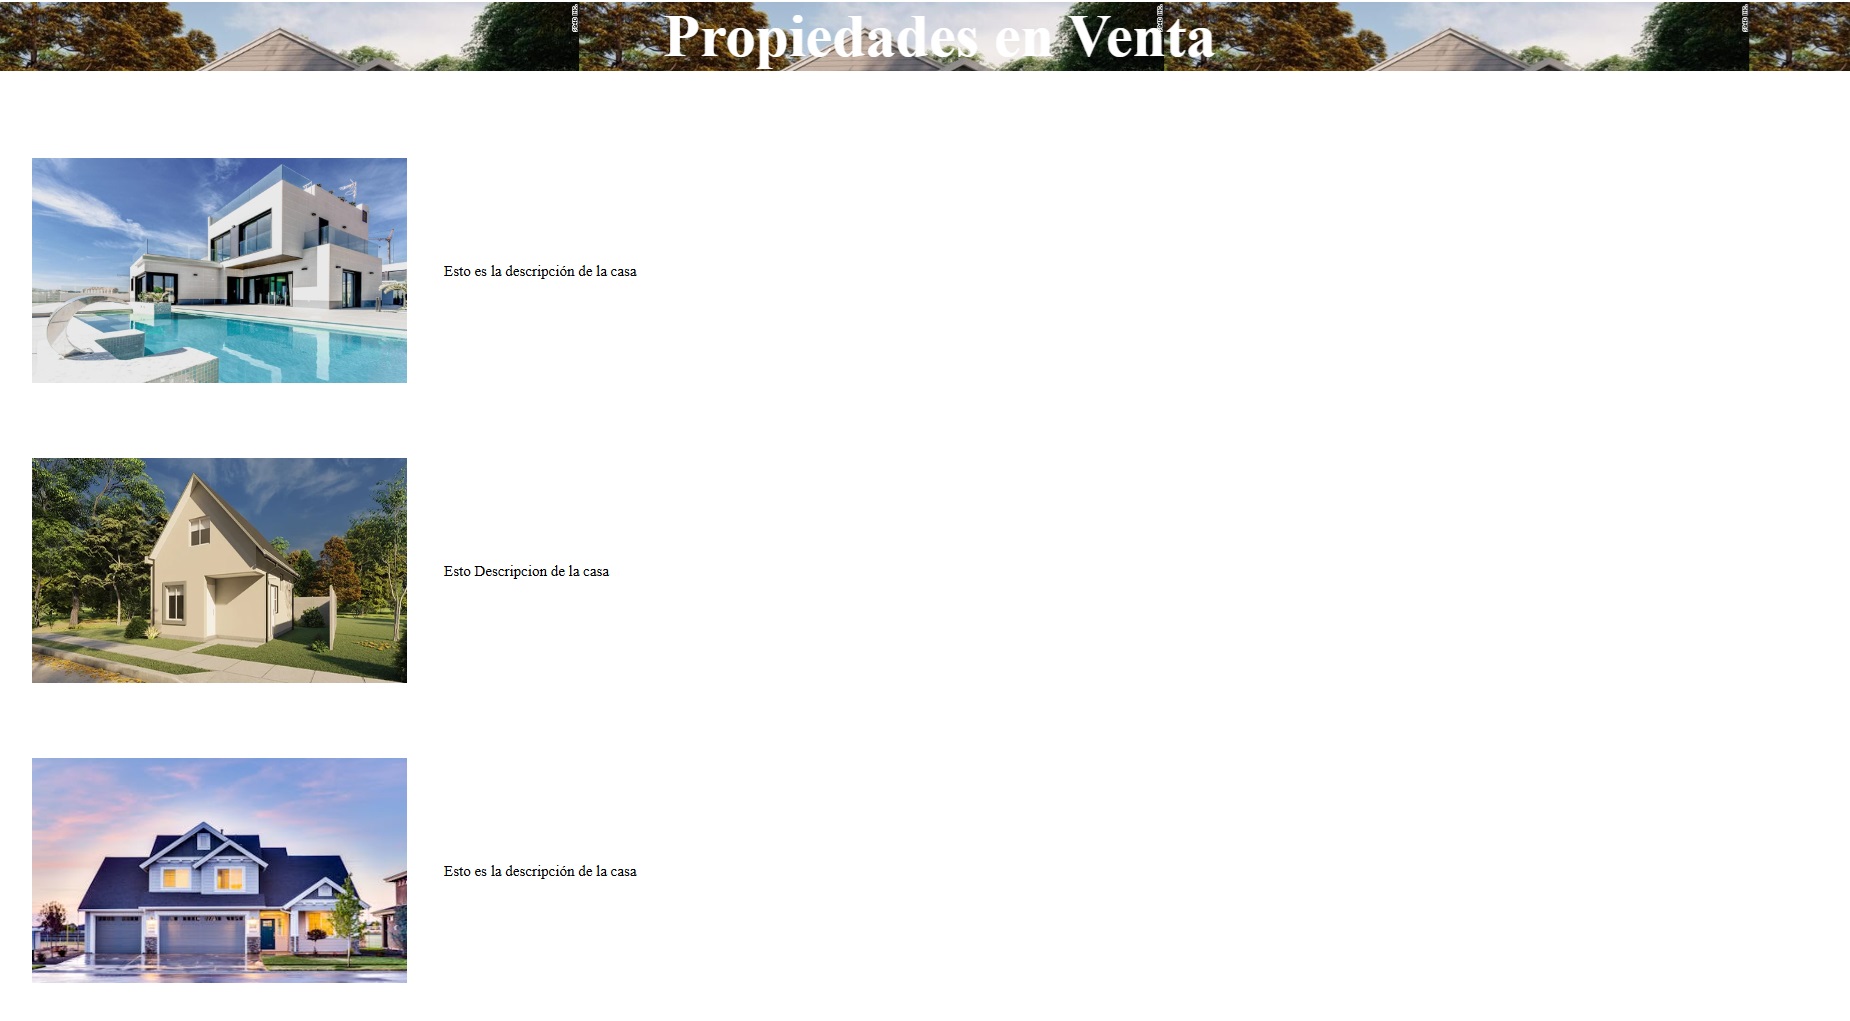 Propiedades en Venta
Esto es la descripción de la casa
Esto Descripcion de la casa
Esto es la descripción de la casa